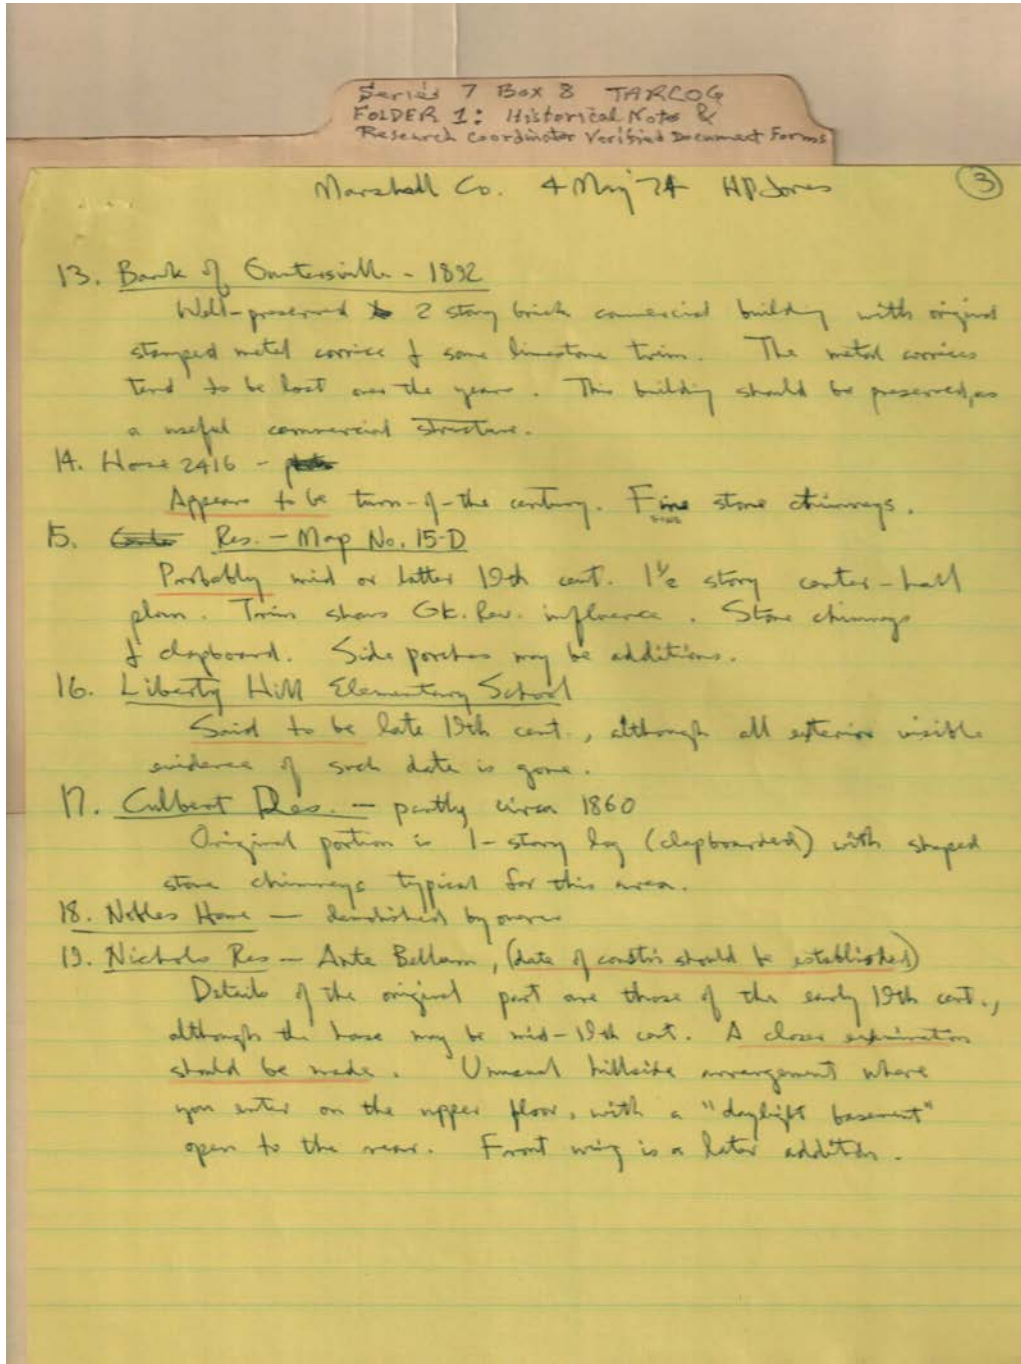 Series 7 Box 8 TARCOG
FOLDER 1: Historical Note &
Research Coordinator Verified Document Forms
Marshall Co. 4 May 74 HP Jones
3
13. Bank of Guntersville - 1892
Well-preserved 2 story brick commercial building with original
stamped metal cornice & some limestone trim. The metal cornices
tend to be lost over the years. This building should be preserved, as
a useful commercial structure.
14. House 2416 -
Appears to be turn-of-the century. Fine stone chimneys.
15. Res. - Map No. 15-D
Probably mid or latter 19th cent. 1½ story center-hall
plan. Trim shows Gk. Rev. influence. Stone chimneys
& clapboard. Side porches may be additions.
16. Liberty Hill Elementary School
Said to be late 19th cent., although all exterior visible
evidence of such date is gone.
17. Culbert Res. - partly circa 1860
Original portion is 1-story log (clapboarded) with shaped
stone chimneys typical for this area.
18. Nobles Home - demolished by owner
19. Nichols Res - Ante Bellum, (date of constr. should be established)
Details of the original part are those of the early 19th cent.,
although the house may be mid-19th cent. A closer examination
should be made. Unusual hillside arrangement where
you enter on the upper floor, with a "daylight basement"
open to the rear. Front wing is a later addition.